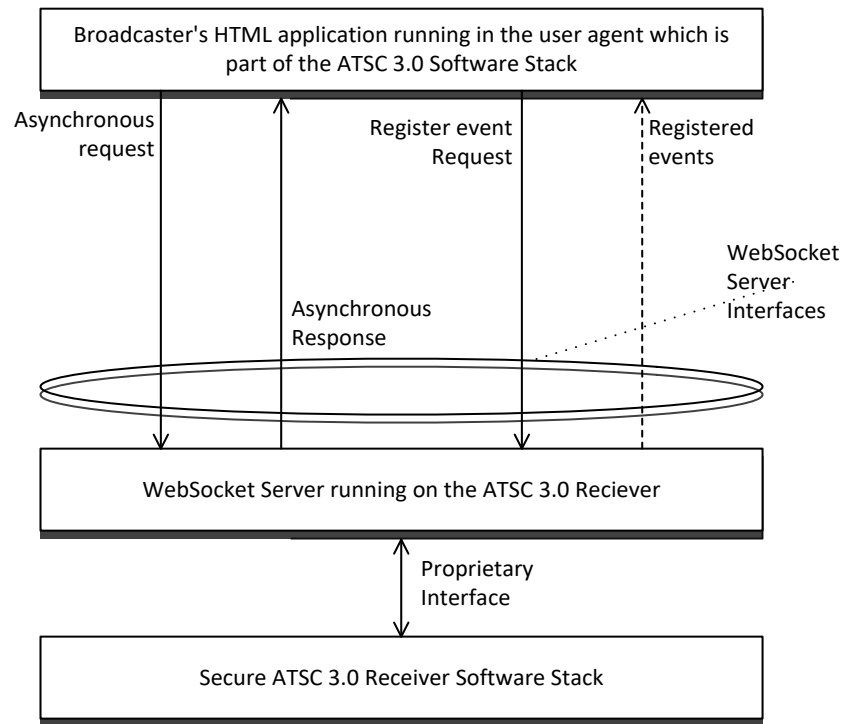 Broadcaster's HTML application running in the user agent which is
part of the ATSC 3.0 Software Stack
Asynchronous
request
Register event
Request
Registered
events
WebSocket
Server
Interfaces
Asynchronous
Response
WebSocket Server running on the ATSC 3.0 Reciever
Proprietary
Interface
Secure ATSC 3.0 Receiver Software Stack